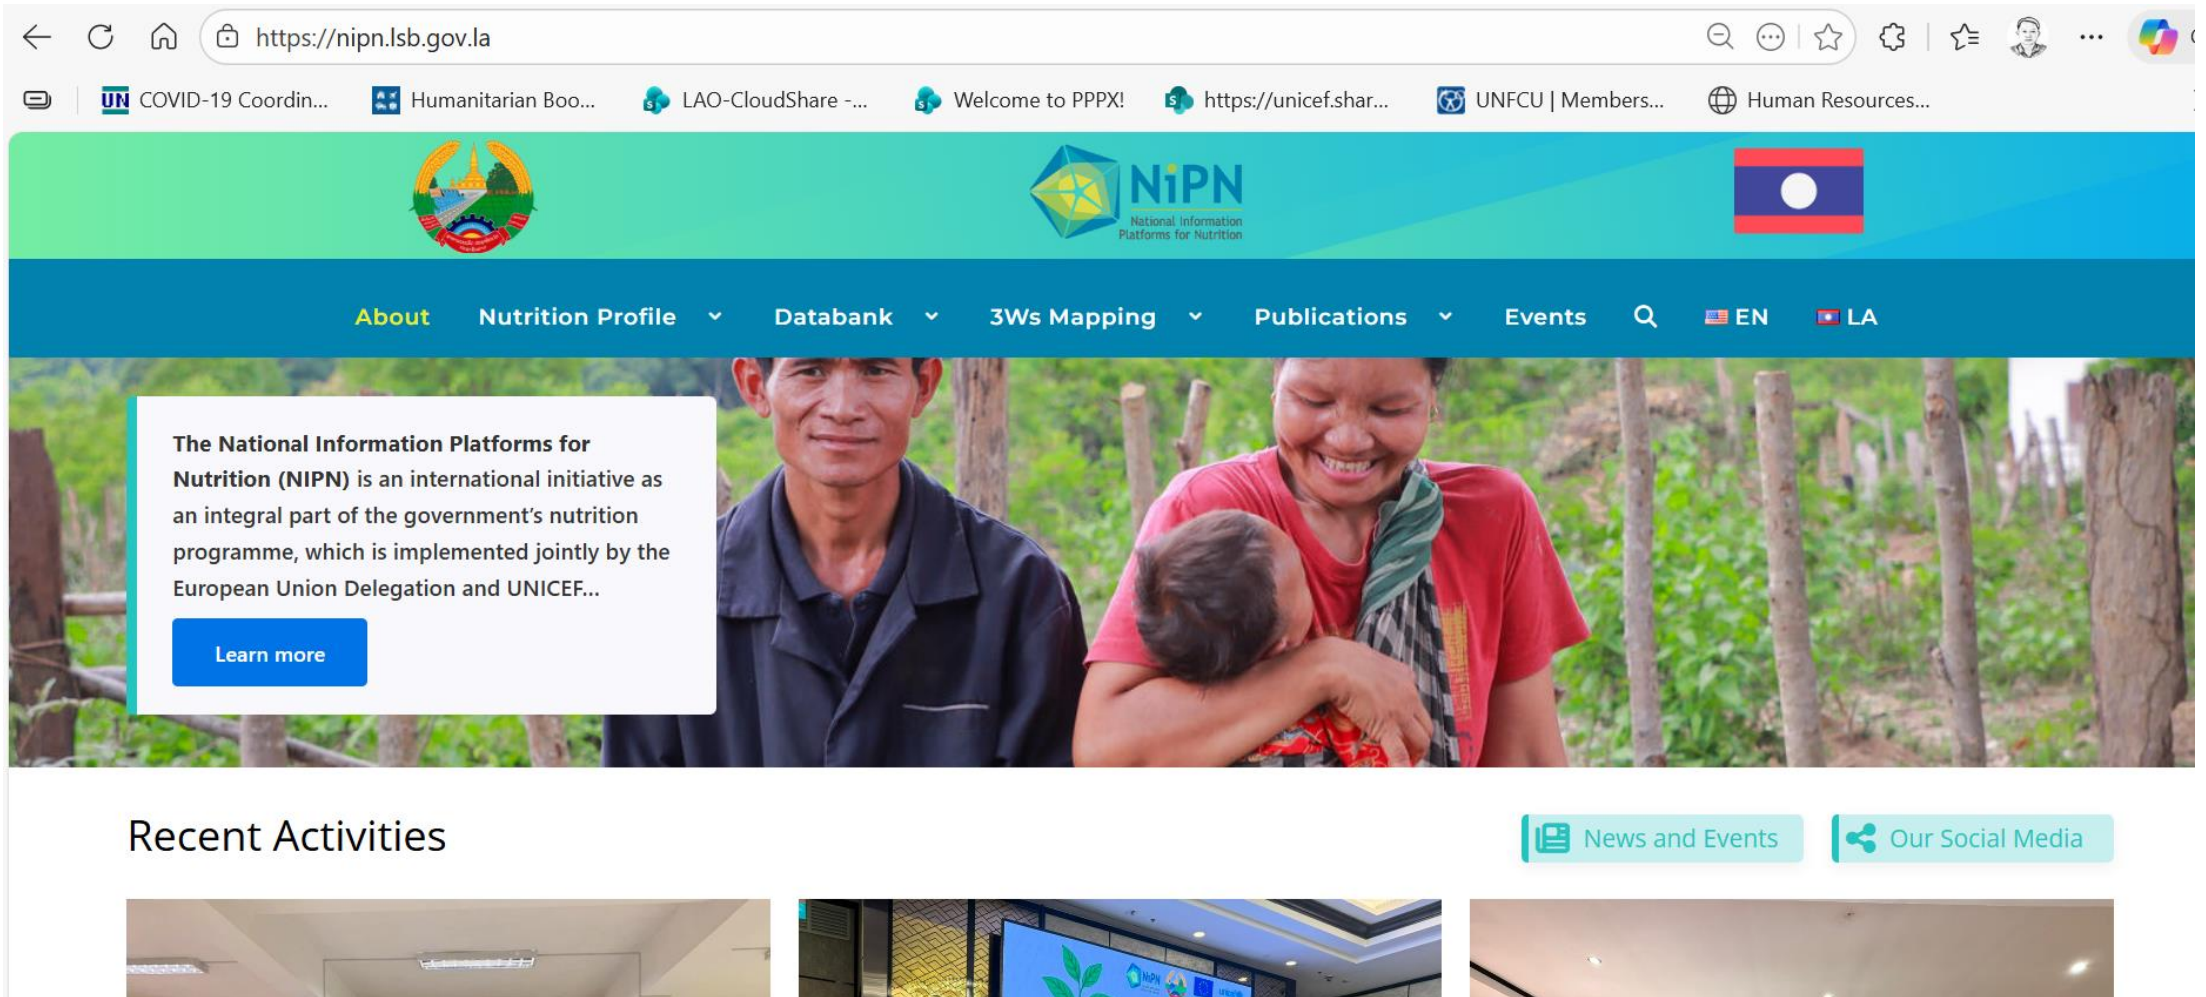 https://nipn.lsb.gov.la
UN COVID-19 Coordin...
Humanitarian Boo...
LAO-CloudShare -...
Welcome to PPPX!
https://unicef.shar...
UNFCU | Members...
Human Resources...
NiPN
National Information
Platforms for Nutrition
About
Nutrition Profile
Databank
3Ws Mapping
Publications
Events
EN
LA
The National Information Platforms for
Nutrition (NIPN) is an international initiative as
an integral part of the government’s nutrition
programme, which is implemented jointly by the
European Union Delegation and UNICEF...
Learn more
Recent Activities
News and Events
Our Social Media
NiPN
unicef